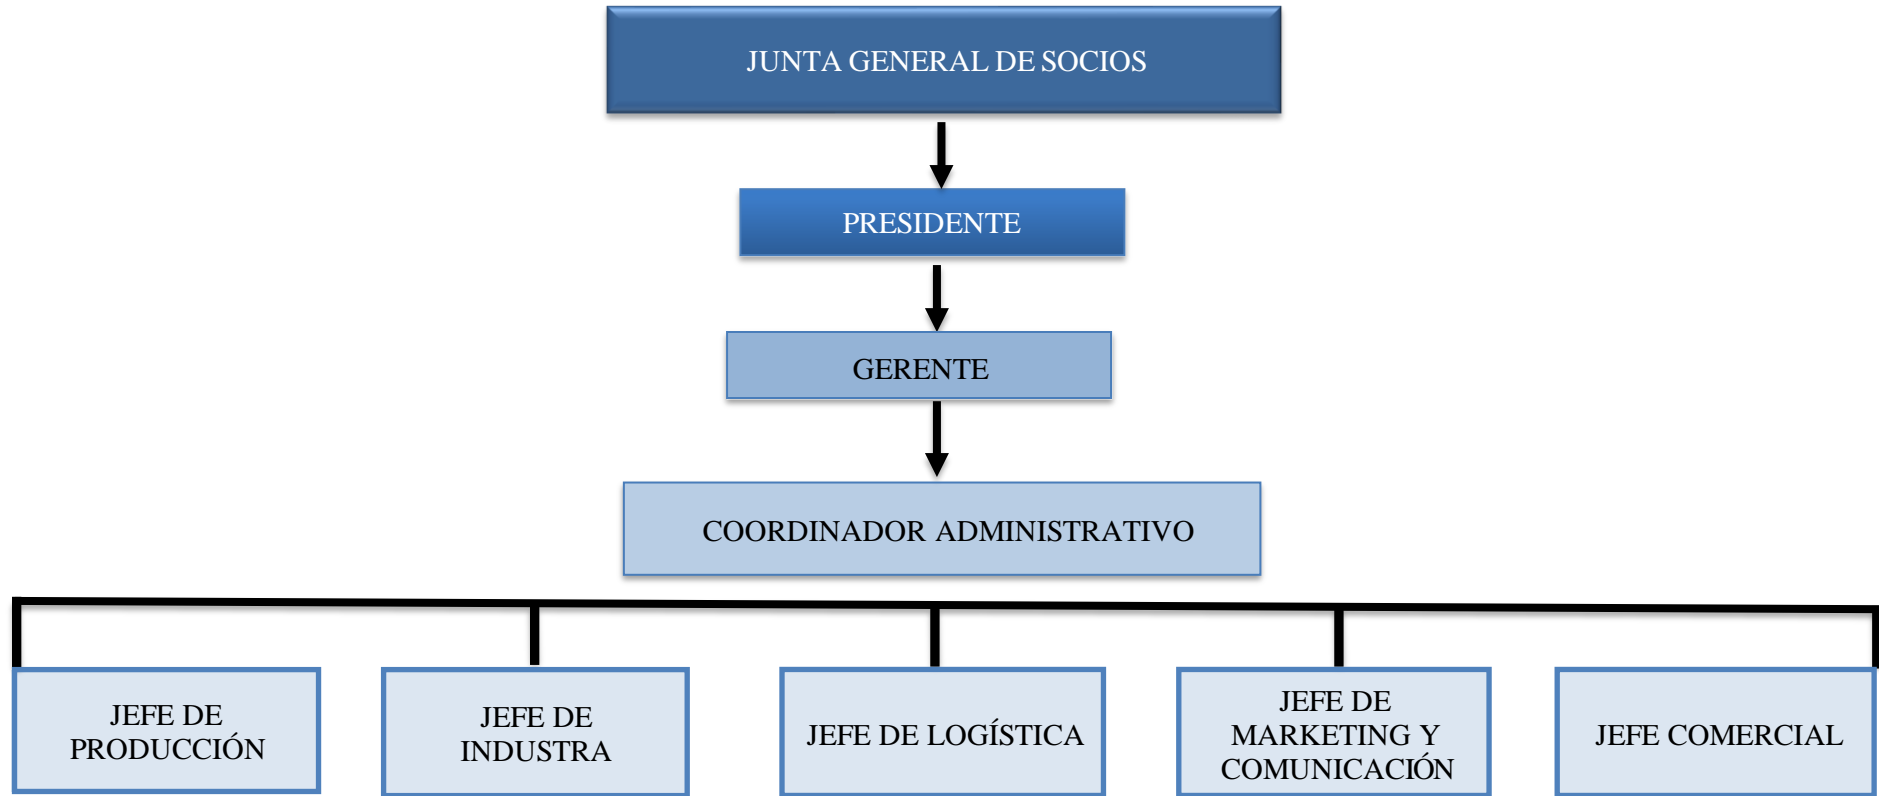 JUNTA GENERAL DE SOCIOS
PRESIDENTE
GERENTE
COORDINADOR ADMINISTRATIVO
JEFE DE
PRODUCCIÓN
JEFE DE
INDUSTRA
JEFE DE LOGÍSTICA
JEFE DE
MARKETING Y
COMUNICACIÓN
JEFE COMERCIAL